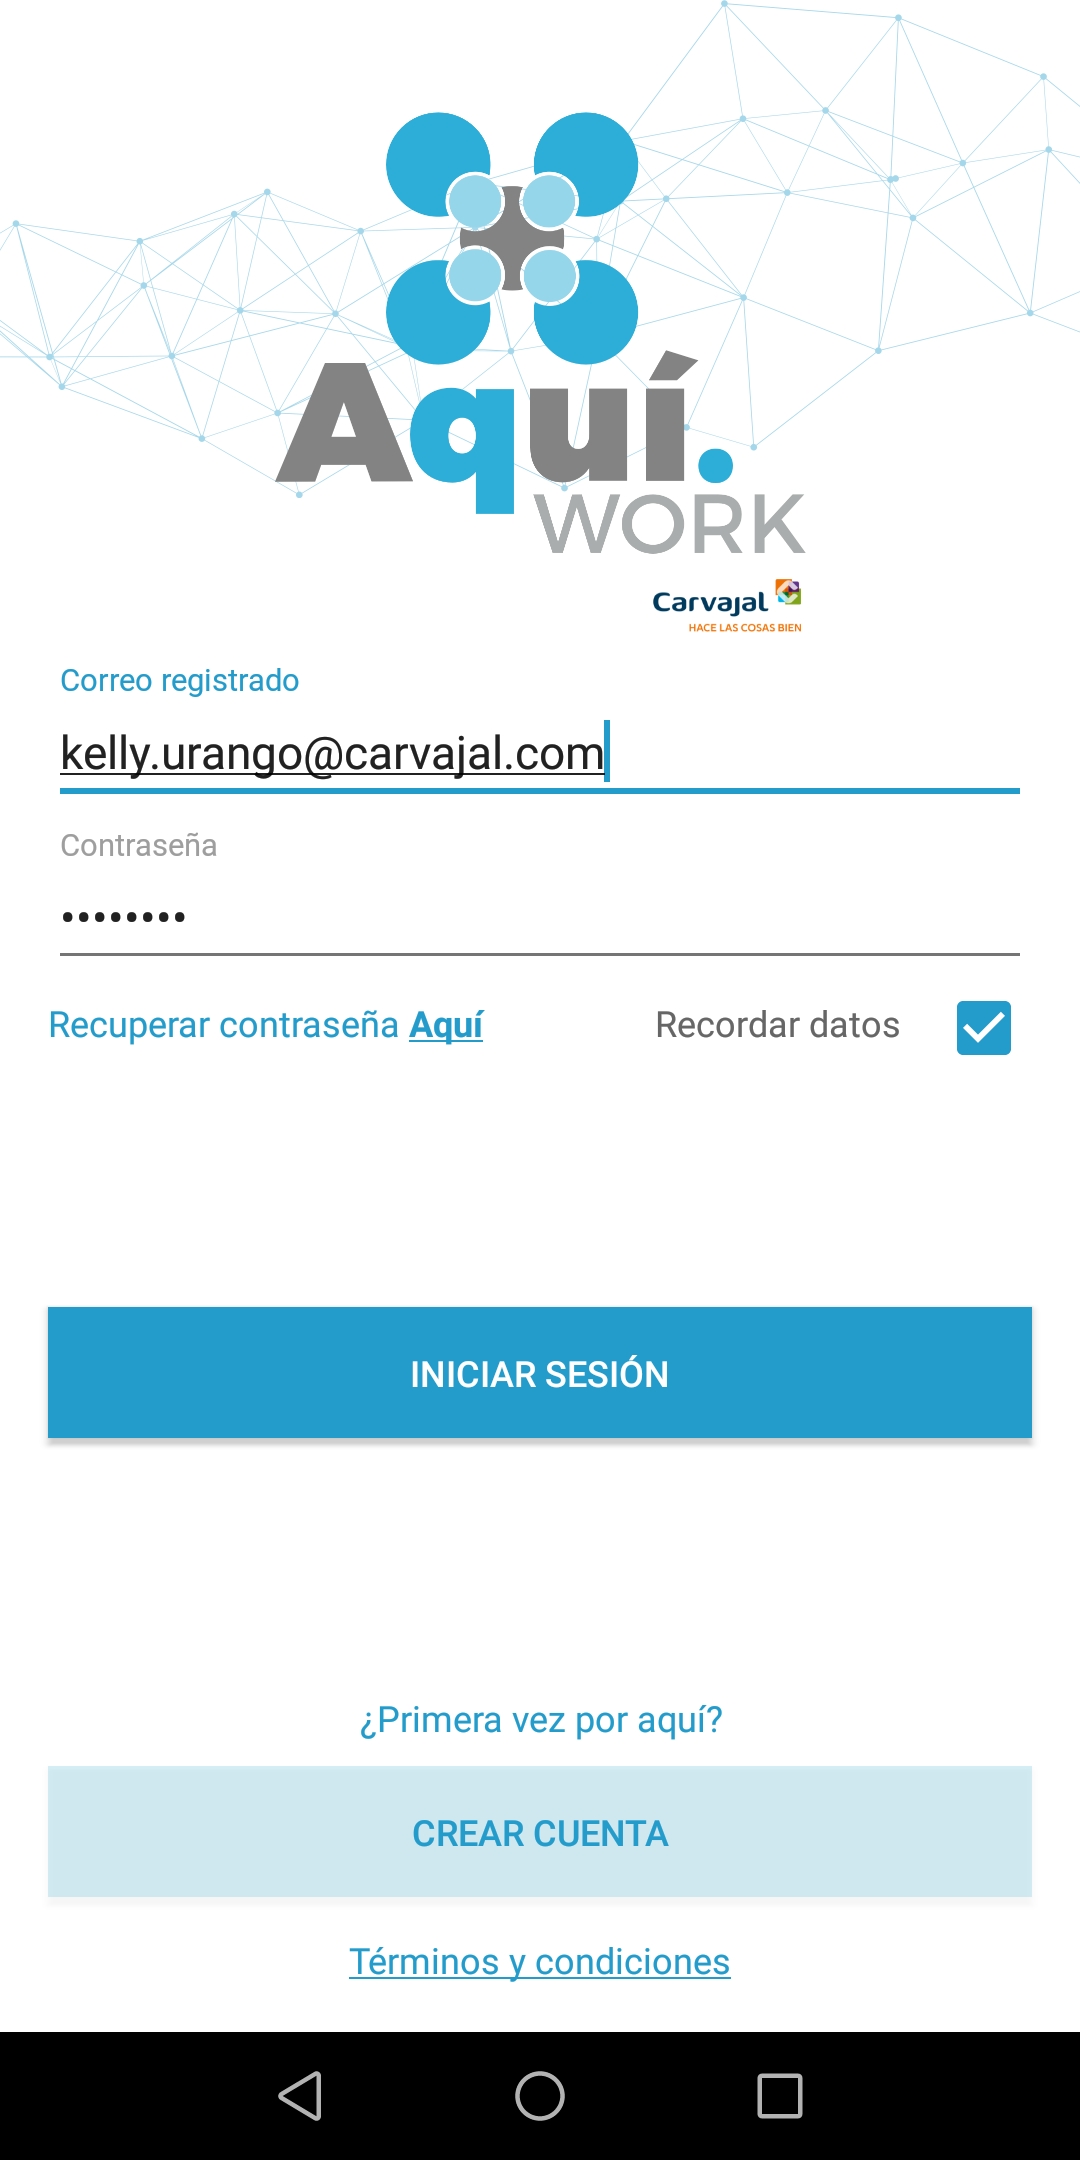 Aquí.
WORK
Carvajal
HACE LAS COSAS BIEN
Correo registrado
kelly.urango@carvajal.com
Contraseña
••••••••
Recuperar contraseña Aquí
Recordar datos
INICIAR SESIÓN
¿Primera vez por aquí?
CREAR CUENTA
Términos y condiciones